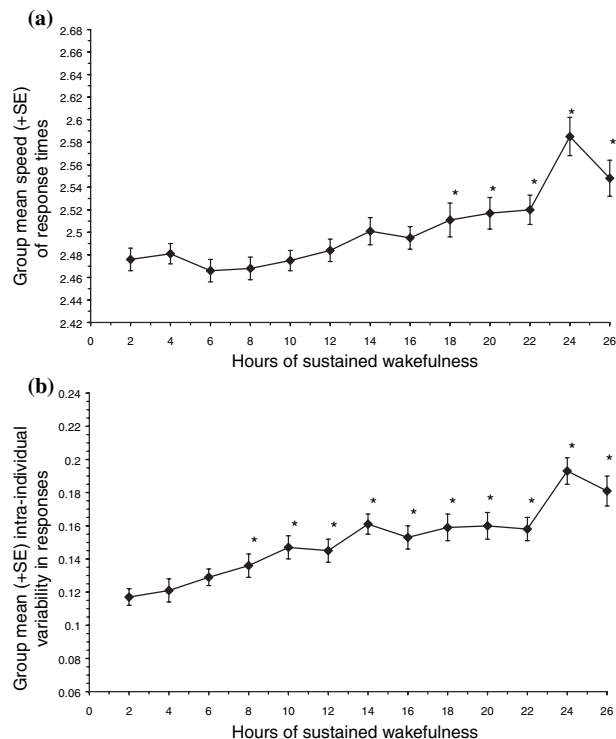 (a)
2.68
2.66
2.64
2.62
2.6
2.58
2.56
2.54
2.52
2.5
2.48
2.46
2.44
2.42
Group mean speed (+SE)
of response times
* * * * *
0 2 4 6 8 10 12 14 16 18 20 22 24 26
Hours of sustained wakefulness
(b)
0.24
0.22
0.2
0.18
0.16
0.14
0.12
0.1
0.08
0.06
Group mean (+SE) intra-individual
variability in responses
* * * * * * * * * *
0 2 4 6 8 10 12 14 16 18 20 22 24 26
Hours of sustained wakefulness